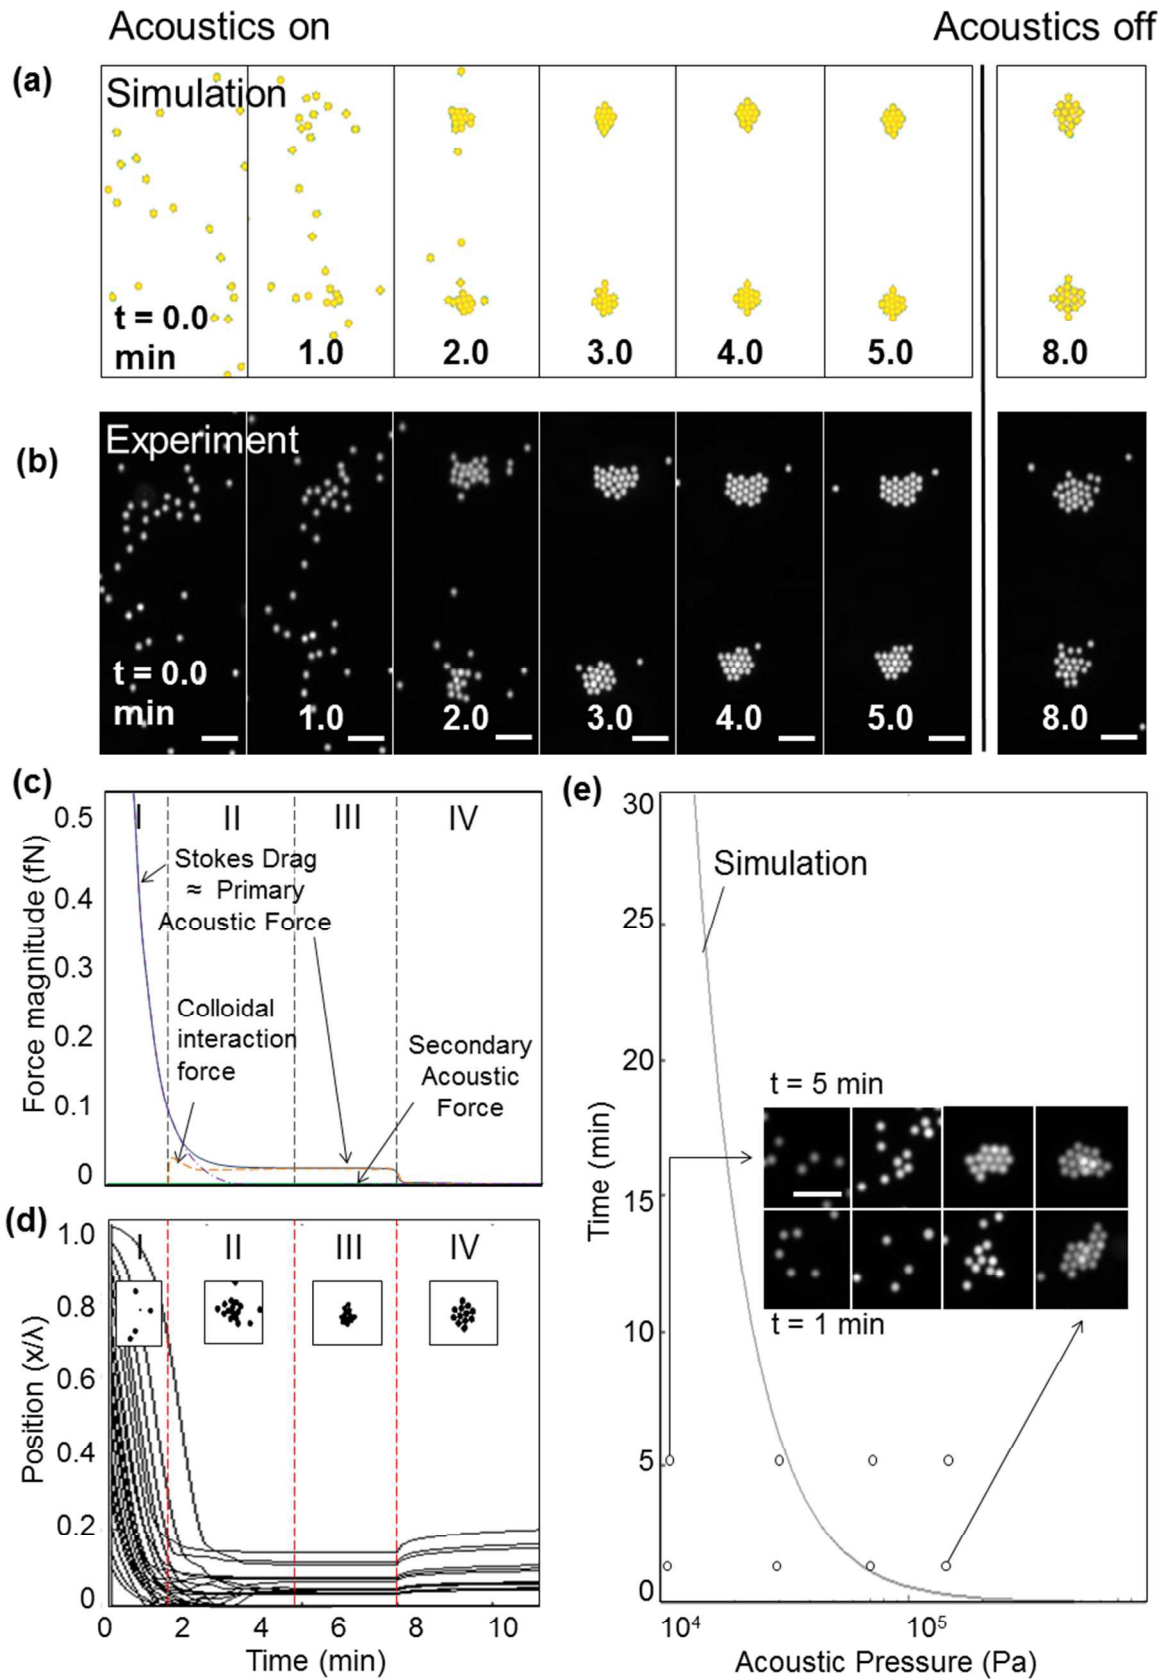 Acoustics on
Acoustics off
(a)
Simulation
t = 0.0
min
1.0
2.0
3.0
4.0
5.0
8.0
(b)
Experiment
t = 0.0
min
1.0
2.0
3.0
4.0
5.0
8.0
(c)
Force magnitude (fN)
0.5
0.4
0.3
0.2
0.1
0
I
II
III
IV
Stokes Drag
≈ Primary
Acoustic Force
Colloidal
interaction
force
Secondary
Acoustic
Force
(d)
Position (x/λ)
1.0
0.8
0.6
0.4
0.2
0
I
II
III
IV
0 2 4 6 8 10
Time (min)
(e)
Time (min)
30
25
20
15
10
5
0
Simulation
t = 5 min
t = 1 min
10⁴ 10⁵
Acoustic Pressure (Pa)